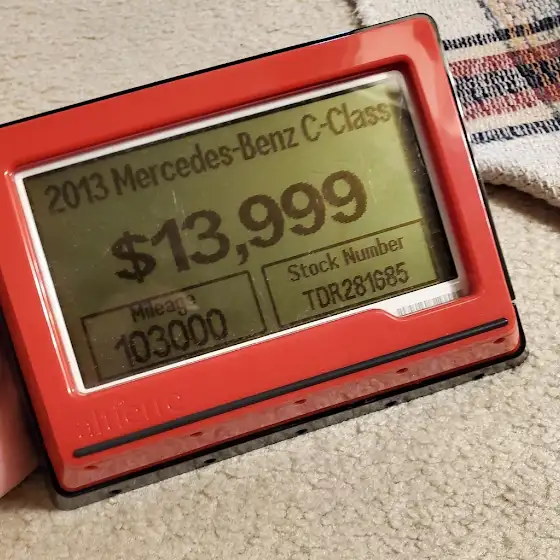 2013 Mercedes-Benz C-Class
$13,999
Mileage
103000
Stock Number
TDR281685